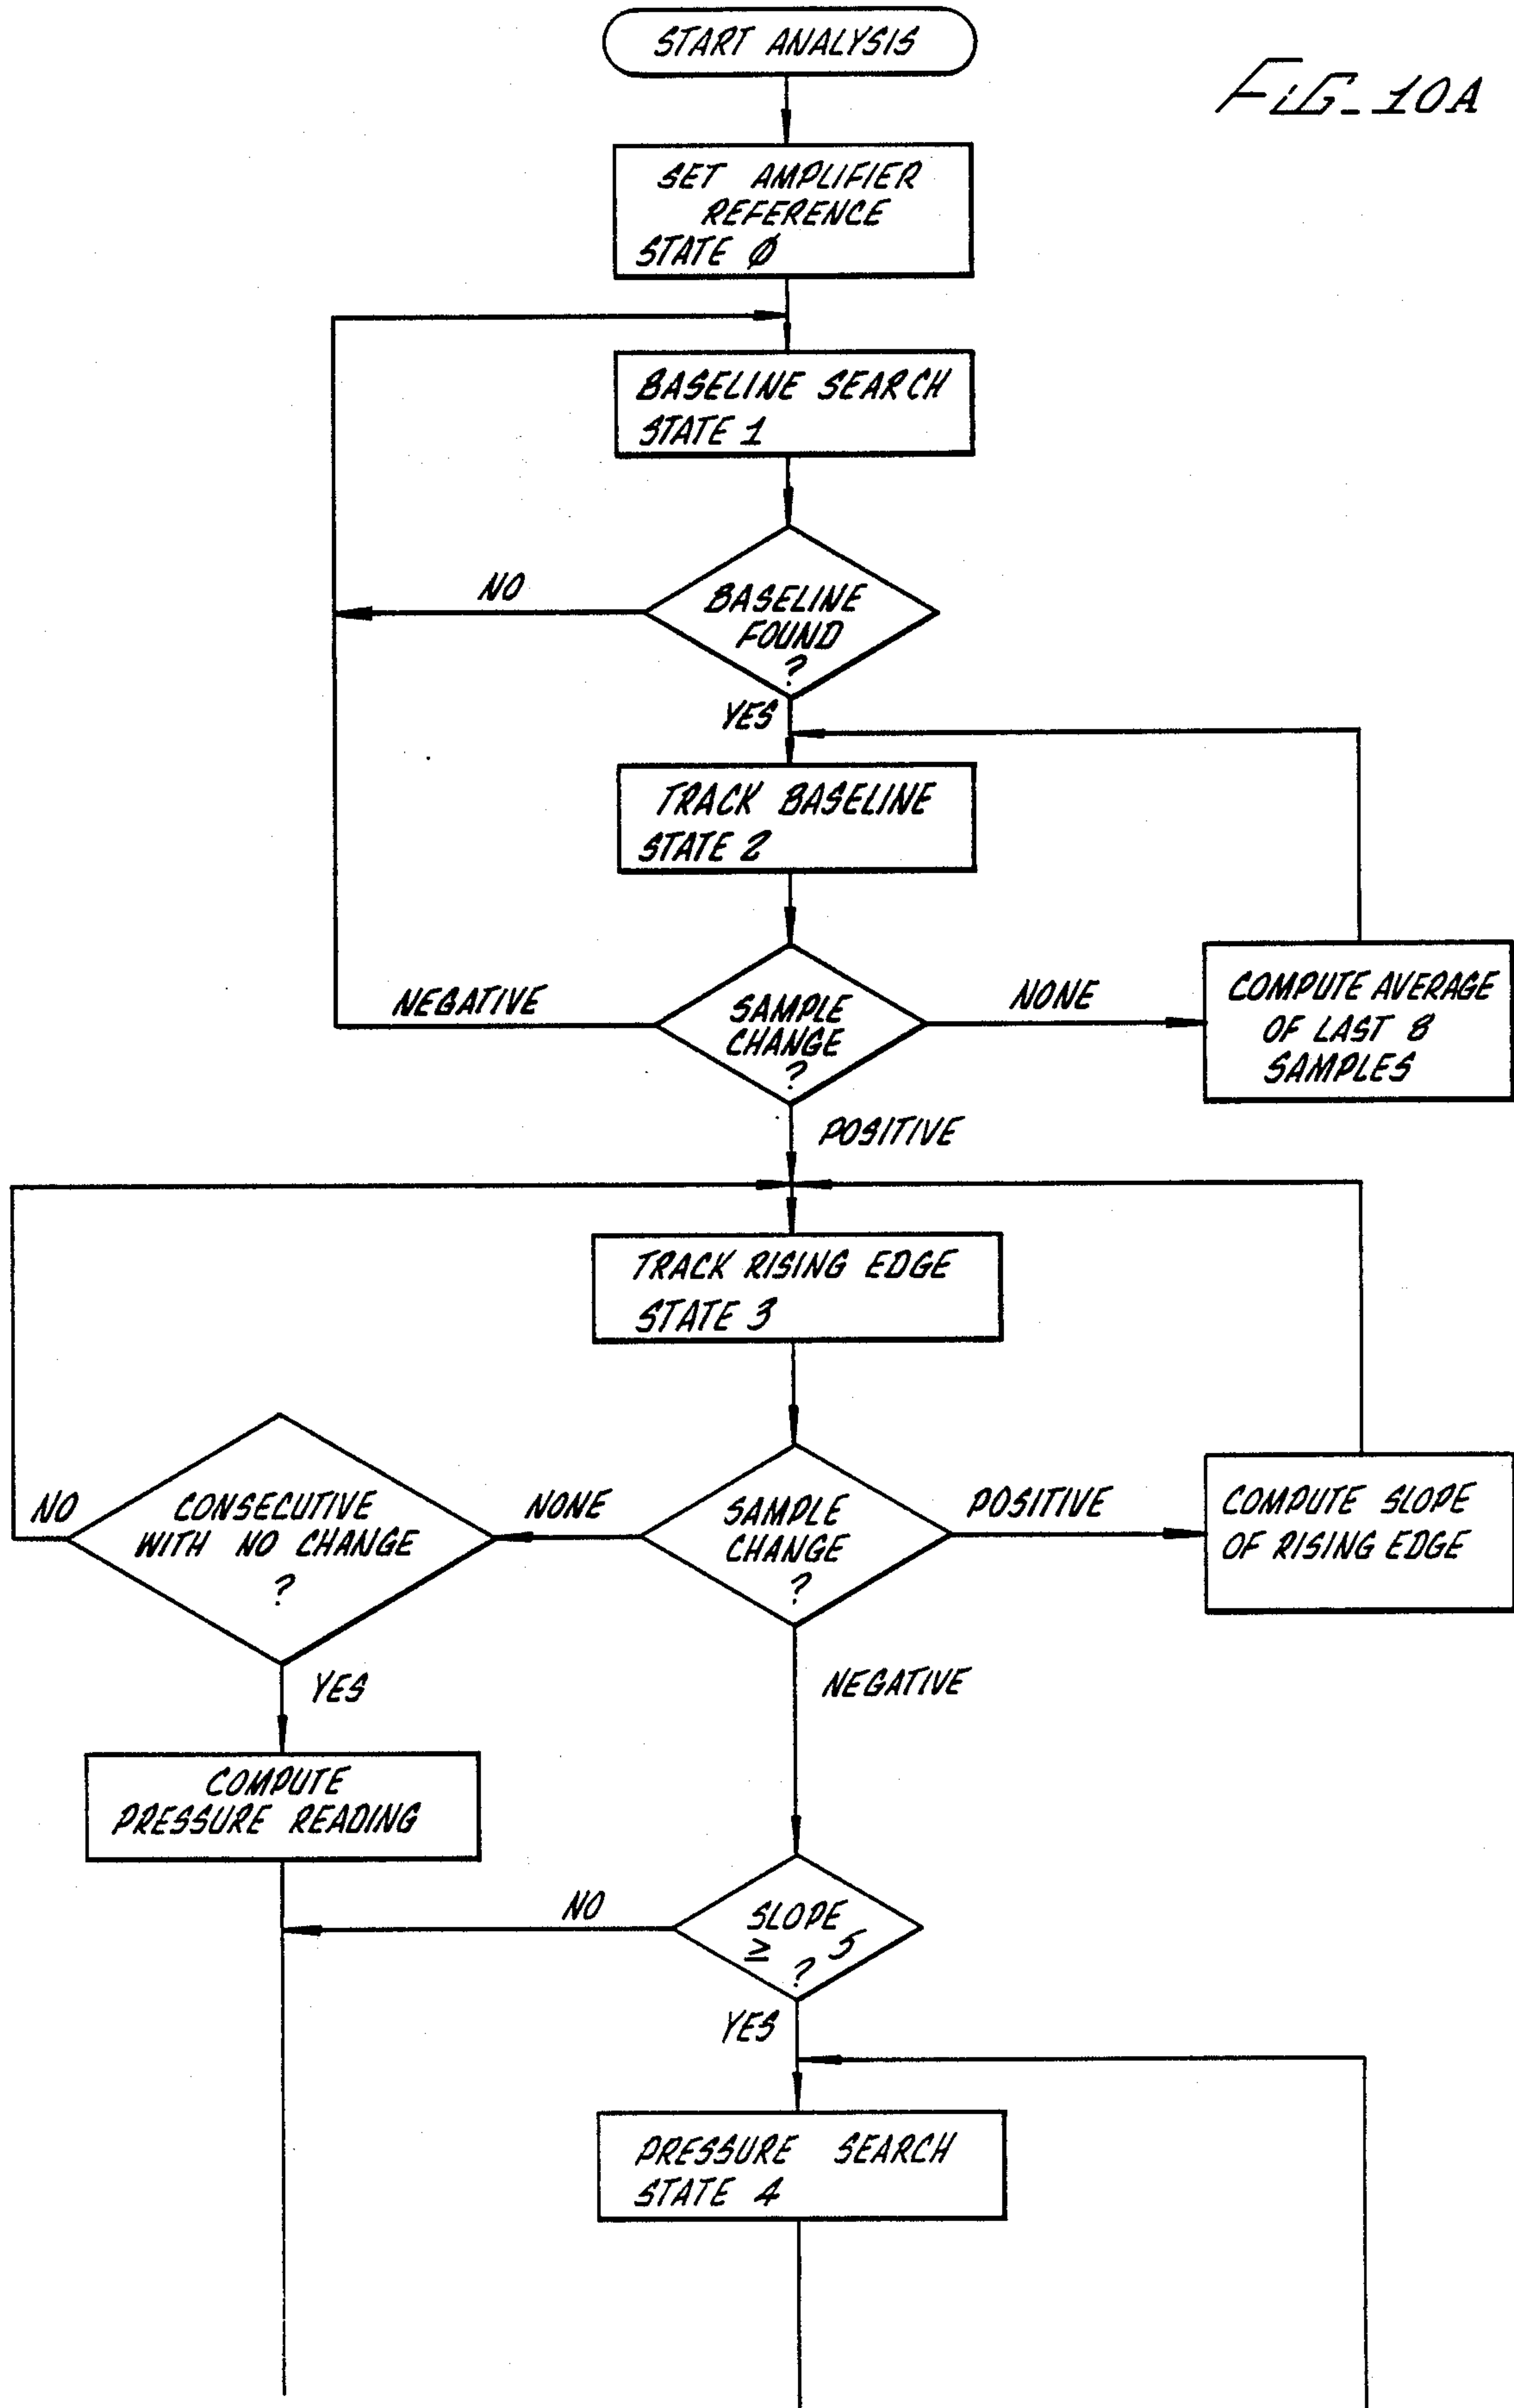 START ANALYSIS
FIG_10A
SET AMPLIFIER
REFERENCE
STATE Ø
BASELINE SEARCH
STATE 1
NO
BASELINE
FOUND
?
YES
TRACK BASELINE
STATE 2
NEGATIVE
SAMPLE
CHANGE
?
NONE
COMPUTE AVERAGE
OF LAST 8
SAMPLES
POSITIVE
TRACK RISING EDGE
STATE 3
NO
CONSECUTIVE
WITH NO CHANGE
?
NONE
SAMPLE
CHANGE
?
POSITIVE
COMPUTE SLOPE
OF RISING EDGE
YES
NEGATIVE
COMPUTE
PRESSURE READING
NO
SLOPE
≥ 5
?
YES
PRESSURE SEARCH
STATE 4